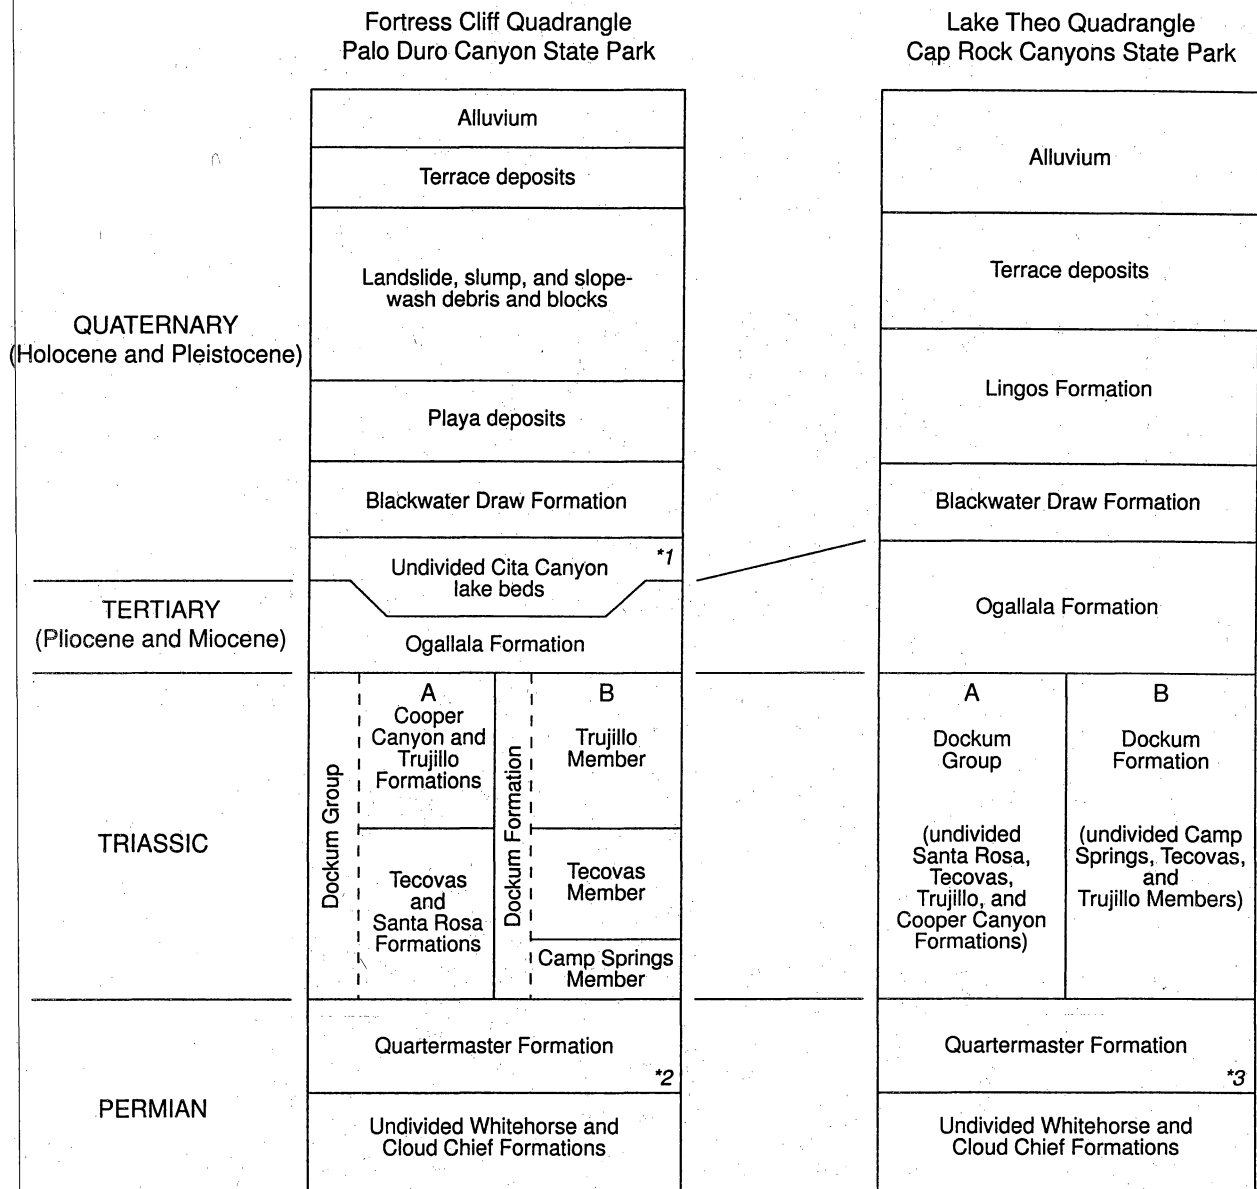 Fortress Cliff Quadrangle
Palo Duro Canyon State Park
Lake Theo Quadrangle
Cap Rock Canyons State Park
QUATERNARY
(Holocene and Pleistocene)
TERTIARY
(Pliocene and Miocene)
TRIASSIC
PERMIAN
Alluvium
Terrace deposits
Landslide, slump, and slope-
wash debris and blocks
Playa deposits
Blackwater Draw Formation
*1
Undivided Cita Canyon
lake beds
Ogallala Formation
Dockum Group
A
Cooper
Canyon and
Trujillo
Formations
Tecovas
and
Santa Rosa
Formations
Dockum Formation
B
Trujillo
Member
Tecovas
Member
Camp Springs
Member
Quartermaster Formation
*2
Undivided Whitehorse and
Cloud Chief Formations
Alluvium
Terrace deposits
Lingos Formation
Blackwater Draw Formation
Ogallala Formation
A
Dockum
Group
(undivided
Santa Rosa,
Tecovas,
Trujillo, and
Cooper Canyon
Formations)
B
Dockum
Formation
(undivided Camp
Springs, Tecovas,
and
Trujillo Members)
Quartermaster Formation
*3
Undivided Whitehorse and
Cloud Chief Formations